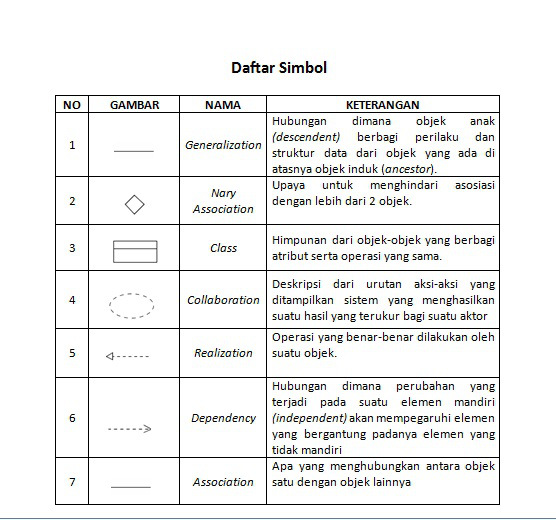 Daftar Simbol
NO GAMBAR NAMA KETERANGAN
1 Generalization Hubungan dimana objek anak
(descendent) berbagi perilaku dan
struktur data dari objek yang ada di
atasnya objek induk (ancestor).
2 Nary Association Upaya untuk menghindari asosiasi
dengan lebih dari 2 objek.
3 Class Himpunan dari objek-objek yang berbagi
atribut serta operasi yang sama.
4 Collaboration Deskripsi dari urutan aksi-aksi yang
ditampilkan sistem yang menghasilkan
suatu hasil yang terukur bagi suatu aktor
5 Realization Operasi yang benar-benar dilakukan oleh
suatu objek.
6 Dependency Hubungan dimana perubahan yang
terjadi pada suatu elemen mandiri
(independent) akan mempegaruhi elemen
yang bergantung padanya elemen yang
tidak mandiri
7 Association Apa yang menghubungkan antara objek
satu dengan objek lainnya